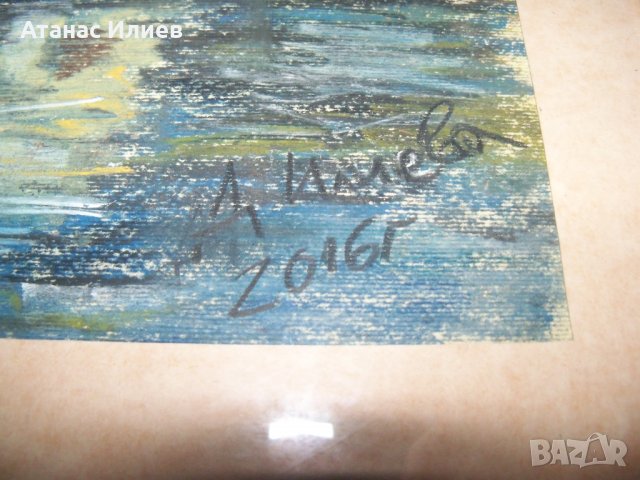 Атанас Илиев
Д Илиева
2016г
BAZAR